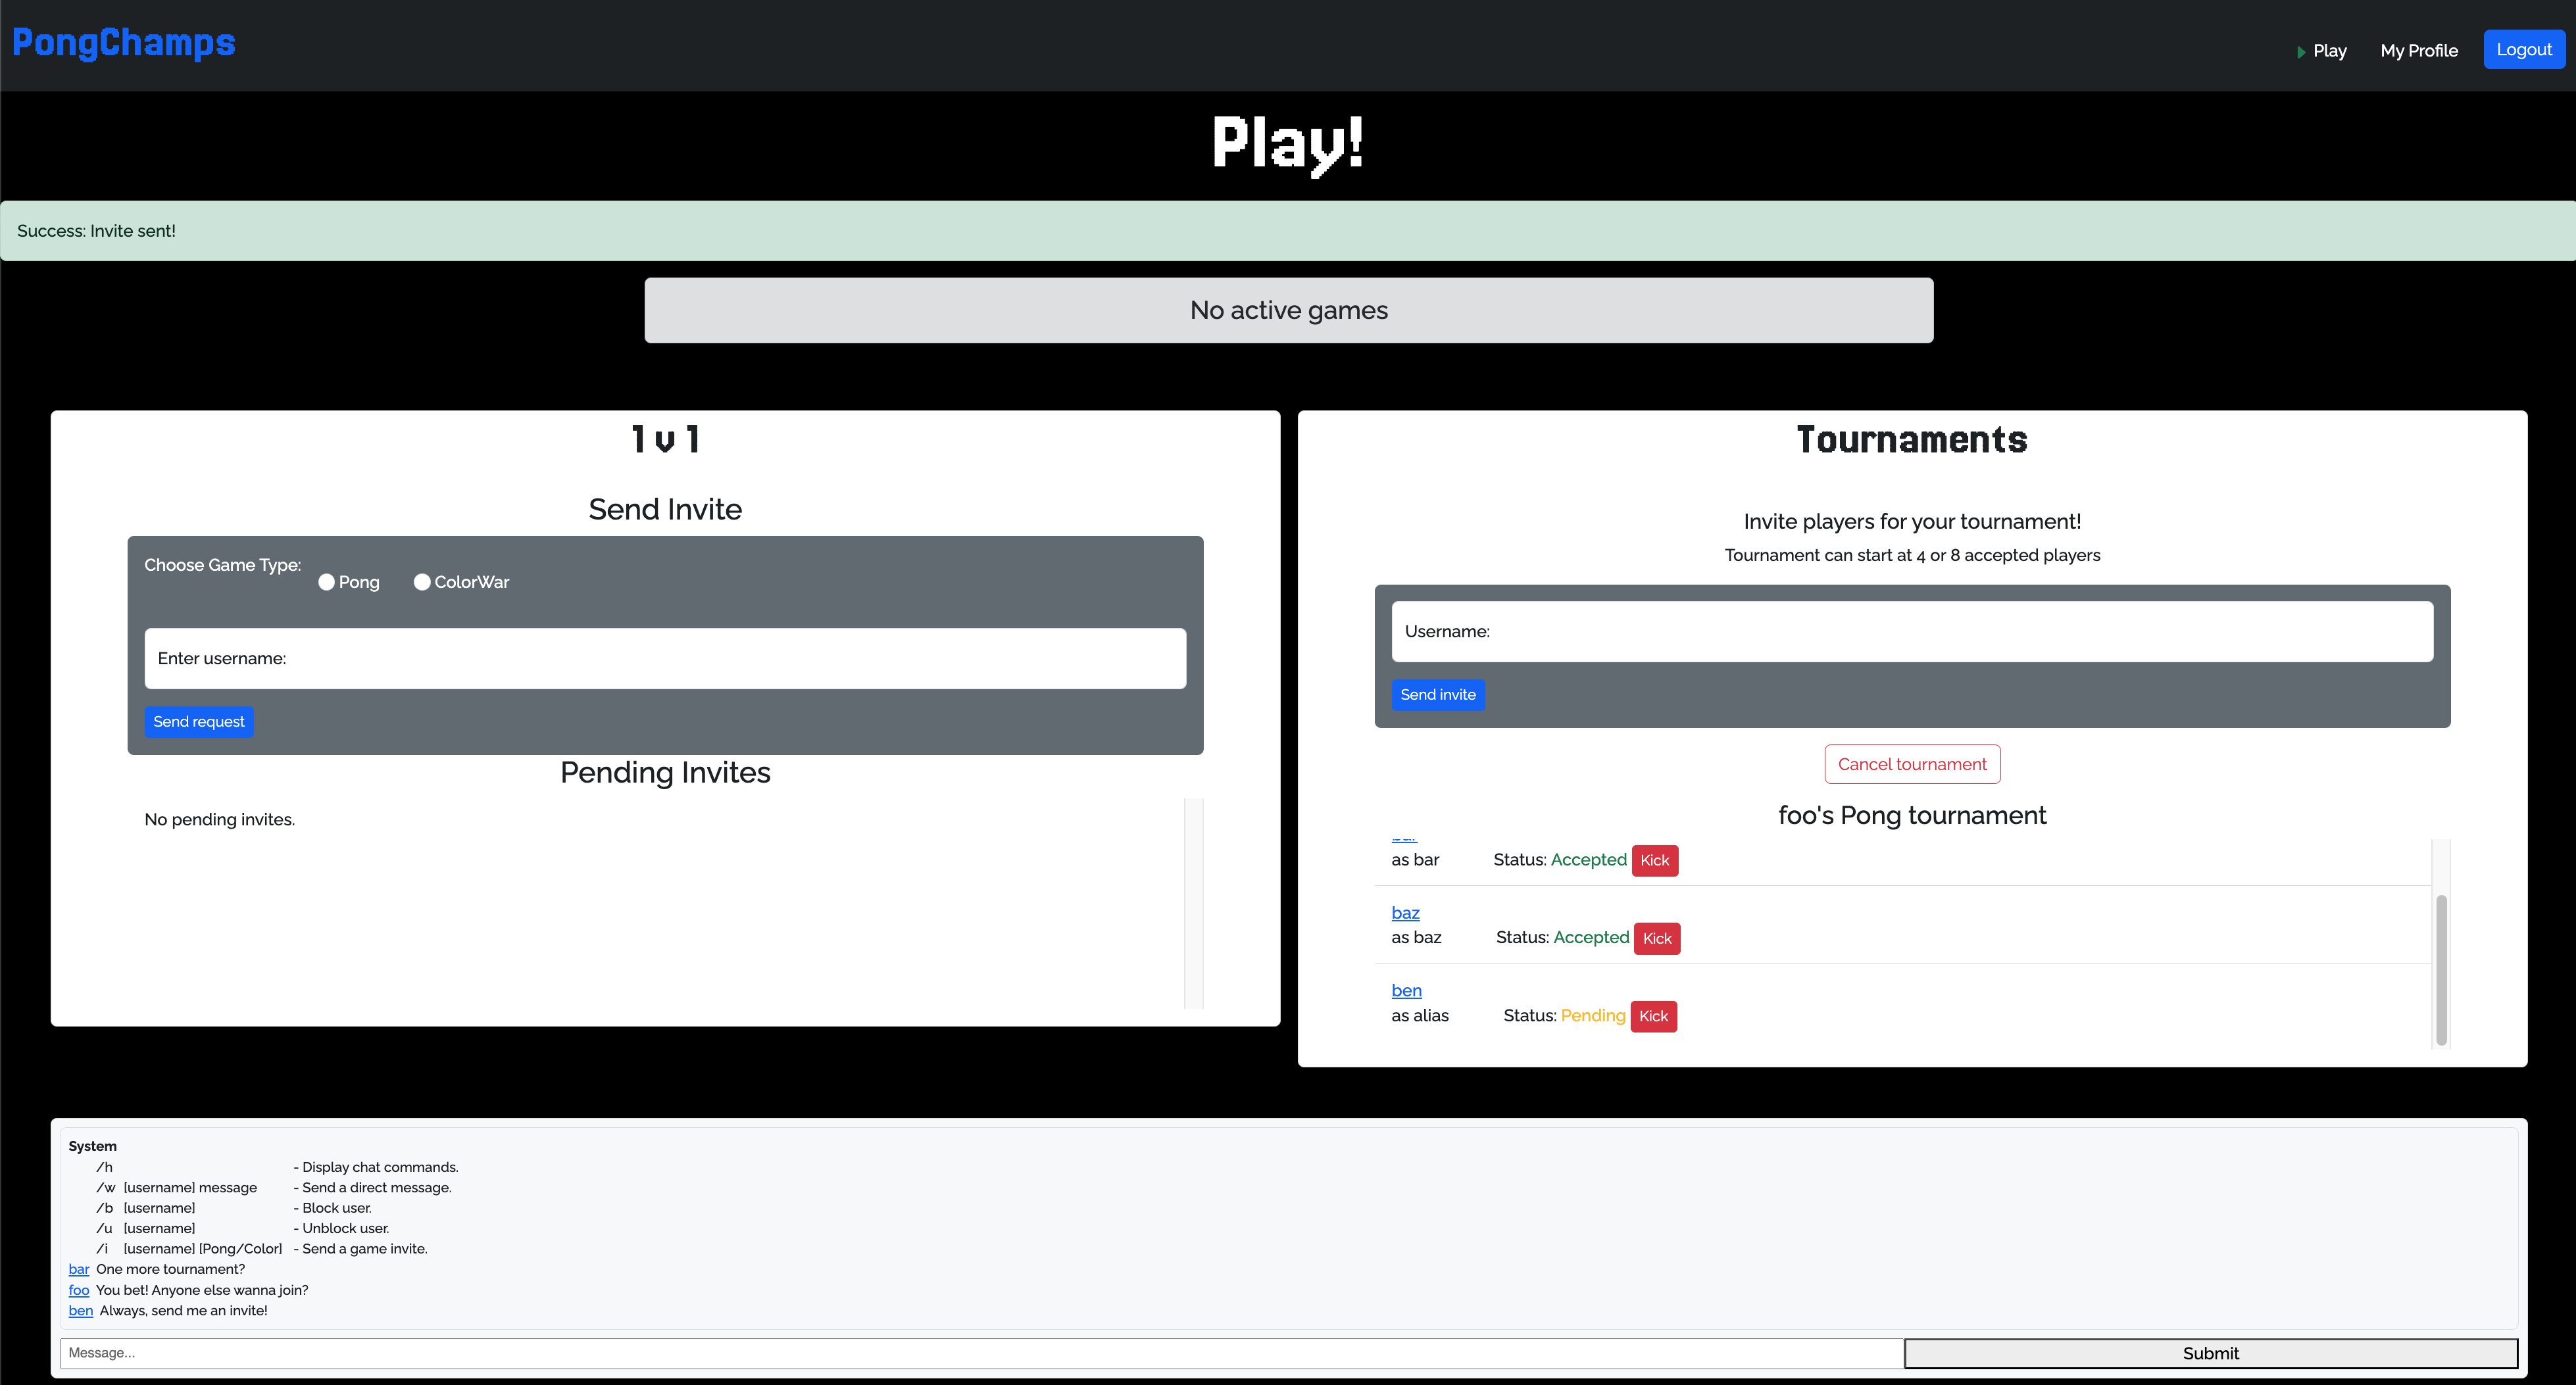 PongChamps
Play My Profile Logout
Play!
Success: Invite sent!
No active games
1 v 1
Send Invite
Choose Game Type:
Pong ColorWar
Enter username:
Send request
Pending Invites
No pending invites.
Tournaments
Invite players for your tournament!
Tournament can start at 4 or 8 accepted players
Username:
Send invite
Cancel tournament
foo's Pong tournament
as bar Status: Accepted Kick
baz
as baz Status: Accepted Kick
ben
as alias Status: Pending Kick
System
/h - Display chat commands.
/w [username] message - Send a direct message.
/b [username] - Block user.
/u [username] - Unblock user.
/i [username] [Pong/Color] - Send a game invite.
bar One more tournament?
foo You bet! Anyone else wanna join?
ben Always, send me an invite!
Message...
Submit